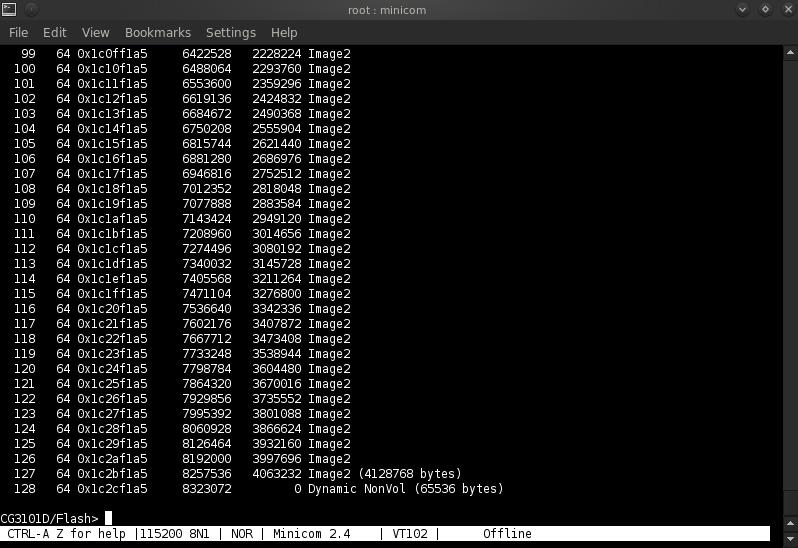 root : minicom
File Edit View Bookmarks Settings Help
99 64 0x1c0ff1a5 6422528 2228224 Image2
100 64 0x1c10f1a5 6488064 2293760 Image2
101 64 0x1c11f1a5 6553600 2359296 Image2
102 64 0x1c12f1a5 6619136 2424832 Image2
103 64 0x1c13f1a5 6684672 2490368 Image2
104 64 0x1c14f1a5 6750208 2555904 Image2
105 64 0x1c15f1a5 6815744 2621440 Image2
106 64 0x1c16f1a5 6881280 2686976 Image2
107 64 0x1c17f1a5 6946816 2752512 Image2
108 64 0x1c18f1a5 7012352 2818048 Image2
109 64 0x1c19f1a5 7077888 2883584 Image2
110 64 0x1c1af1a5 7143424 2949120 Image2
111 64 0x1c1bf1a5 7208960 3014656 Image2
112 64 0x1c1cf1a5 7274496 3080192 Image2
113 64 0x1c1df1a5 7340032 3145728 Image2
114 64 0x1c1ef1a5 7405568 3211264 Image2
115 64 0x1c1ff1a5 7471104 3276800 Image2
116 64 0x1c20f1a5 7536640 3342336 Image2
117 64 0x1c21f1a5 7602176 3407872 Image2
118 64 0x1c22f1a5 7667712 3473408 Image2
119 64 0x1c23f1a5 7733248 3538944 Image2
120 64 0x1c24f1a5 7798784 3604480 Image2
121 64 0x1c25f1a5 7864320 3670016 Image2
122 64 0x1c26f1a5 7929856 3735552 Image2
123 64 0x1c27f1a5 7995392 3801088 Image2
124 64 0x1c28f1a5 8060928 3866624 Image2
125 64 0x1c29f1a5 8126464 3932160 Image2
126 64 0x1c2af1a5 8192000 3997696 Image2
127 64 0x1c2bf1a5 8257536 4063232 Image2 (4128768 bytes)
128 64 0x1c2cf1a5 8323072 0 Dynamic NonVol (65536 bytes)
CG3101D/Flash>
CTRL-A Z for help |115200 8N1 | NOR | Minicom 2.4 | VT102 | Offline